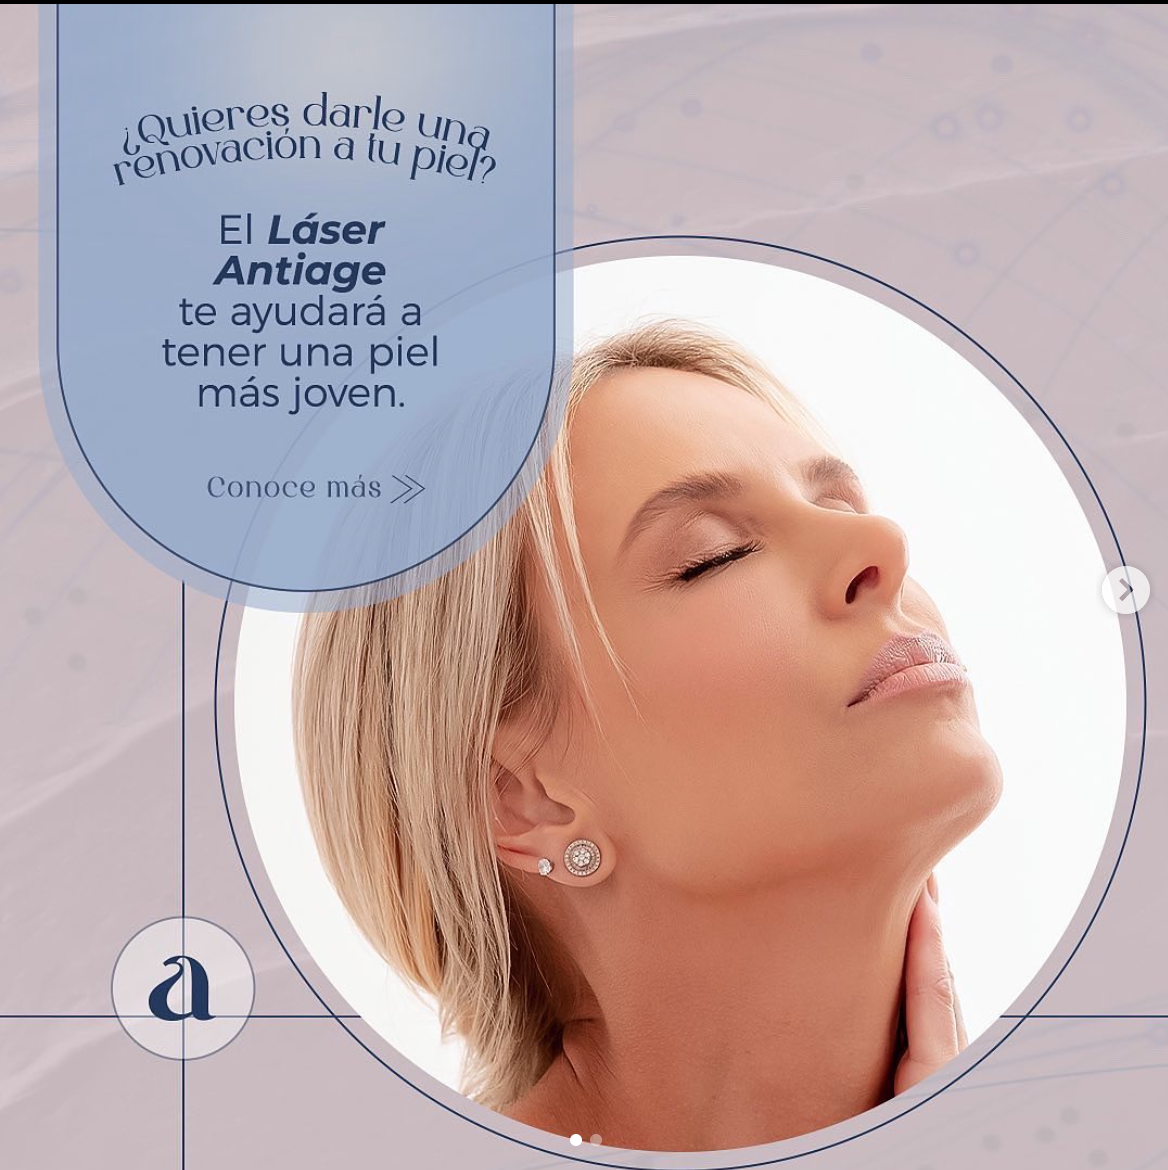 ¿Quieres darle una
renovación a tu piel?
El Láser
Antiage
te ayudará a
tener una piel
más joven.
Conoce más
a